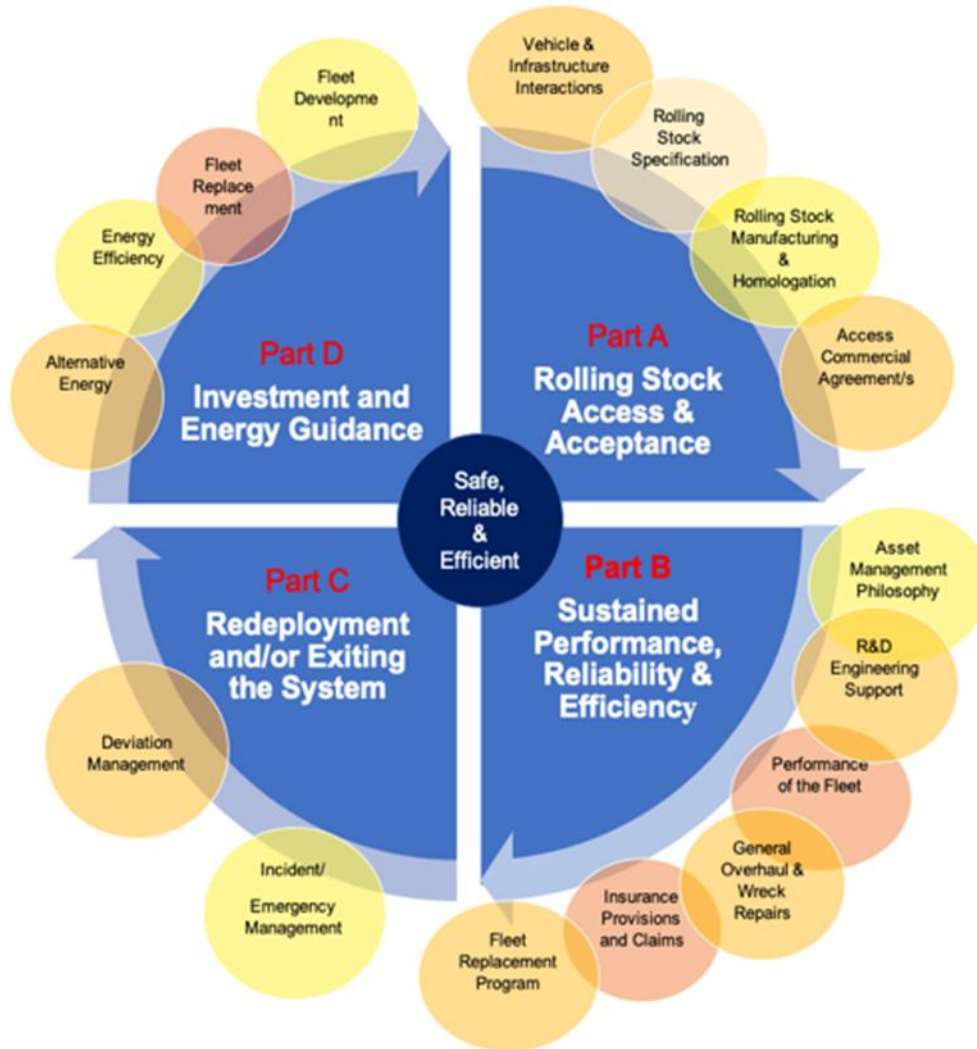 Vehicle &
Infrastructure
Interactions
Rolling
Stock
Specification
Rolling Stock
Manufacturing
&
Homologation
Access
Commercial
Agreement/s
Part A
Rolling Stock
Access &
Acceptance
Asset
Management
Philosophy
R&D
Engineering
Support
Performance
of the Fleet
General
Overhaul &
Wreck
Repairs
Insurance
Provisions
and Claims
Fleet
Replacement
Program
Part B
Sustained
Performance,
Reliability &
Efficiency
Incident/
Emergency
Management
Deviation
Management
Part C
Redeployment
and/or Exiting
the System
Alternative
Energy
Energy
Efficiency
Fleet
Replace
ment
Fleet
Developme
nt
Part D
Investment and
Energy Guidance
Safe,
Reliable
&
Efficient